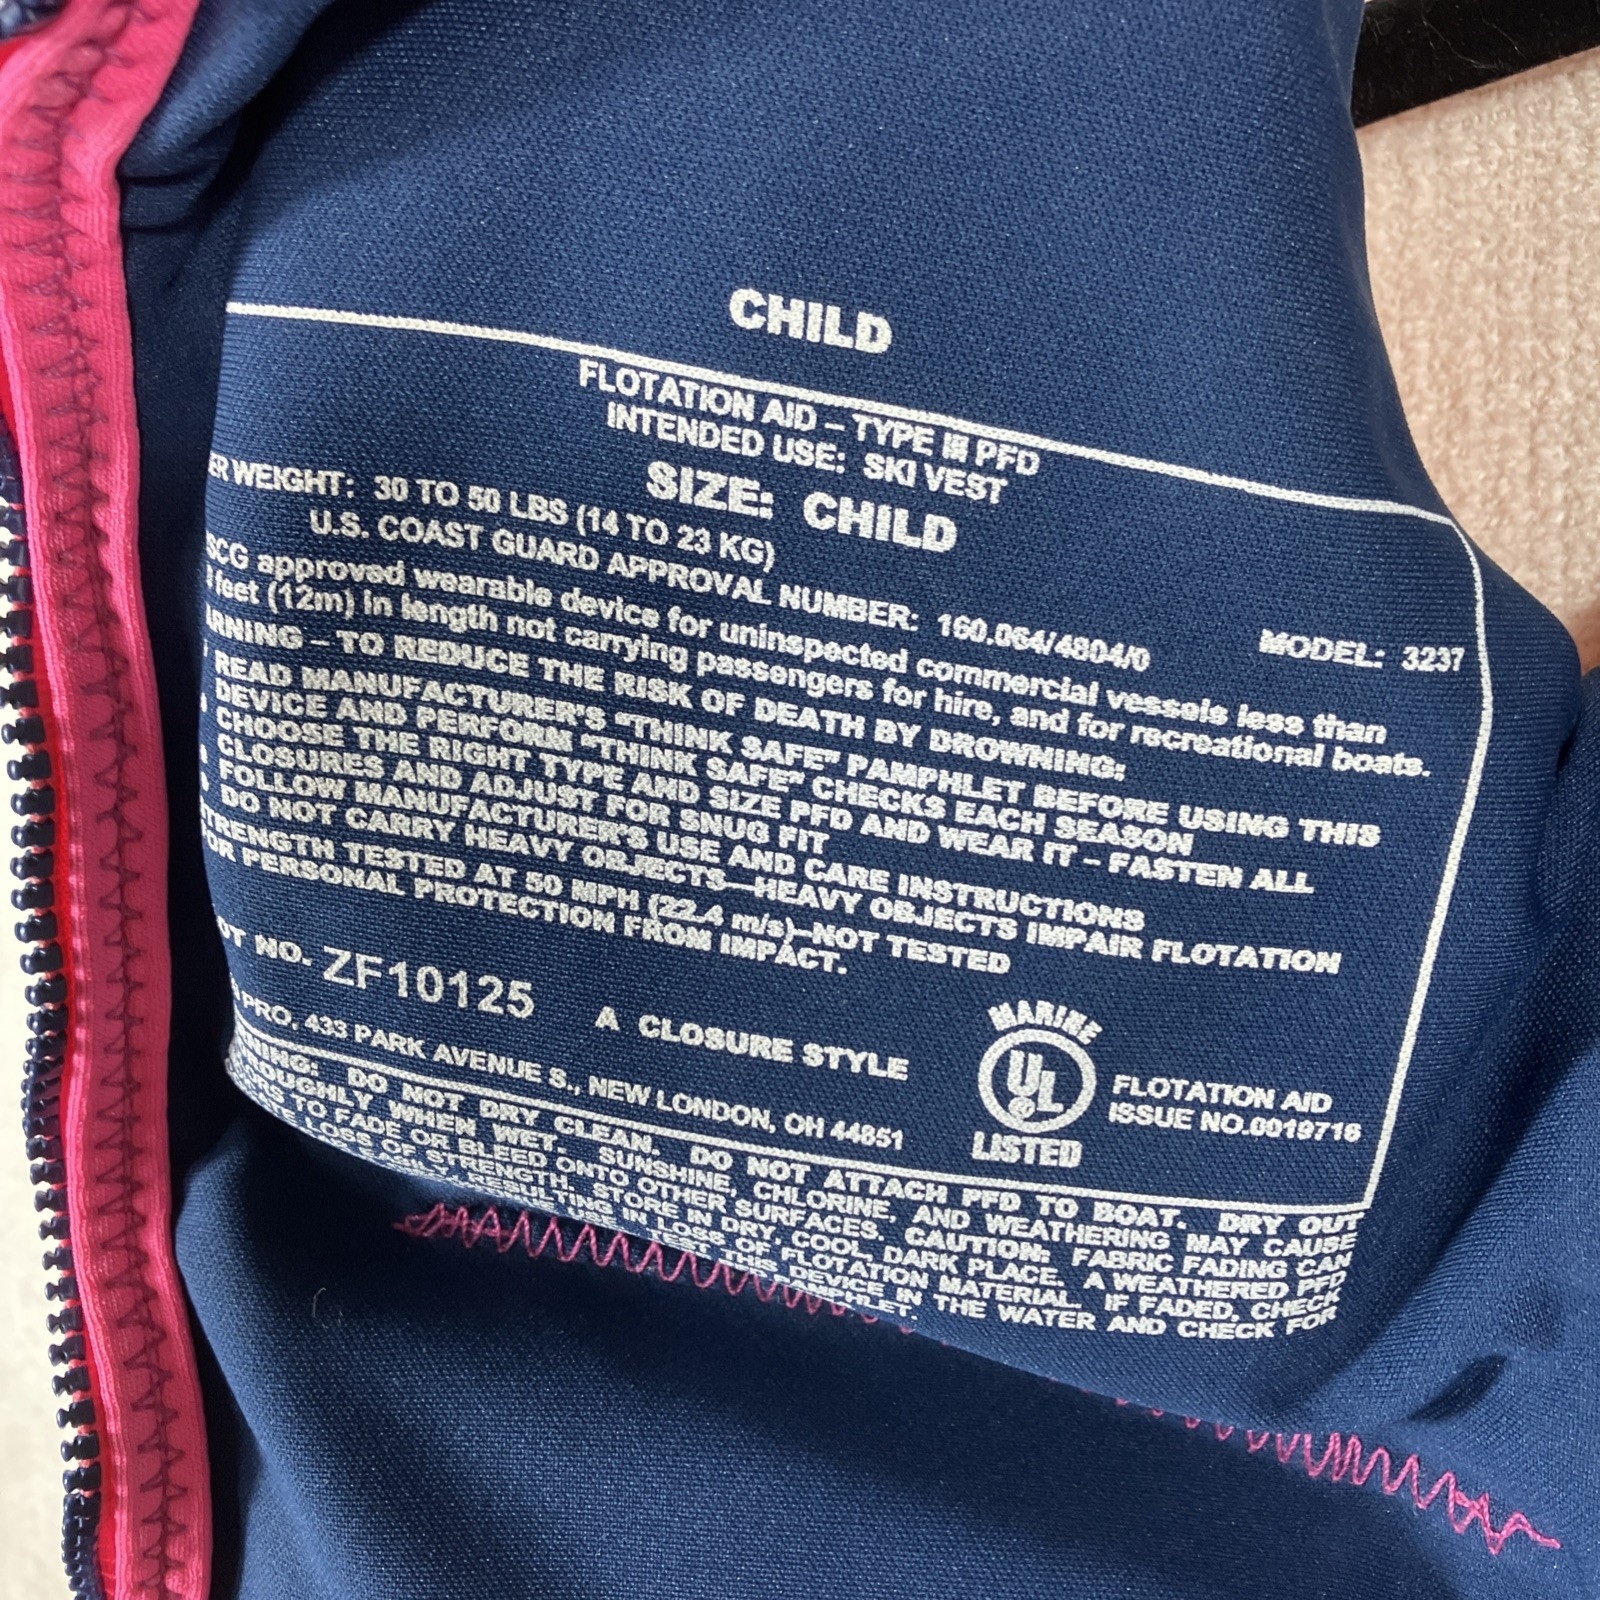 CHILD
FLOTATION AID – TYPE III PFD
INTENDED USE: SKI VEST
SIZE: CHILD
ER WEIGHT: 30 TO 50 LBS (14 TO 23 KG)
U.S. COAST GUARD APPROVAL NUMBER: 160.064/4804/0
MODEL: 3237
SCG approved wearable device for uninspected commercial vessels less than
feet (12m) in length not carrying passengers for hire, and for recreational boats.
ARNING – TO REDUCE THE RISK OF DEATH BY DROWNING:
READ MANUFACTURER'S "THINK SAFE" PAMPHLET BEFORE USING THIS
DEVICE AND PERFORM "THINK SAFE" CHECKS EACH SEASON
CHOOSE THE RIGHT TYPE AND SIZE PFD AND WEAR IT – FASTEN ALL
CLOSURES AND ADJUST FOR SNUG FIT
FOLLOW MANUFACTURER'S USE AND CARE INSTRUCTIONS
DO NOT CARRY HEAVY OBJECTS—HEAVY OBJECTS IMPAIR FLOTATION
TRENGTH TESTED AT 50 MPH (22.4 m/s)–NOT TESTED
OR PERSONAL PROTECTION FROM IMPACT.
OT NO. ZF10125
A CLOSURE STYLE
PRO, 433 PARK AVENUE S., NEW LONDON, OH 44851
MARINE
UL
LISTED
FLOTATION AID
ISSUE NO.0019716
RNING: DO NOT DRY CLEAN. DO NOT ATTACH PFD TO BOAT. DRY OUT
OROUGHLY WHEN WET. SUNSHINE, CHLORINE, AND WEATHERING MAY CAUSE
ORS TO FADE OR BLEED ONTO OTHER SURFACES. CAUTION: FABRIC FADING CAN
LOSS OF STRENGTH. STORE IN DRY, COOL, DARK PLACE. A WEATHERED PFD
RESULTING IN LOSS OF FLOTATION MATERIAL. IF FADED, CHECK
USE. TEST THIS DEVICE IN THE WATER AND CHECK FOR
PAMPHLET.